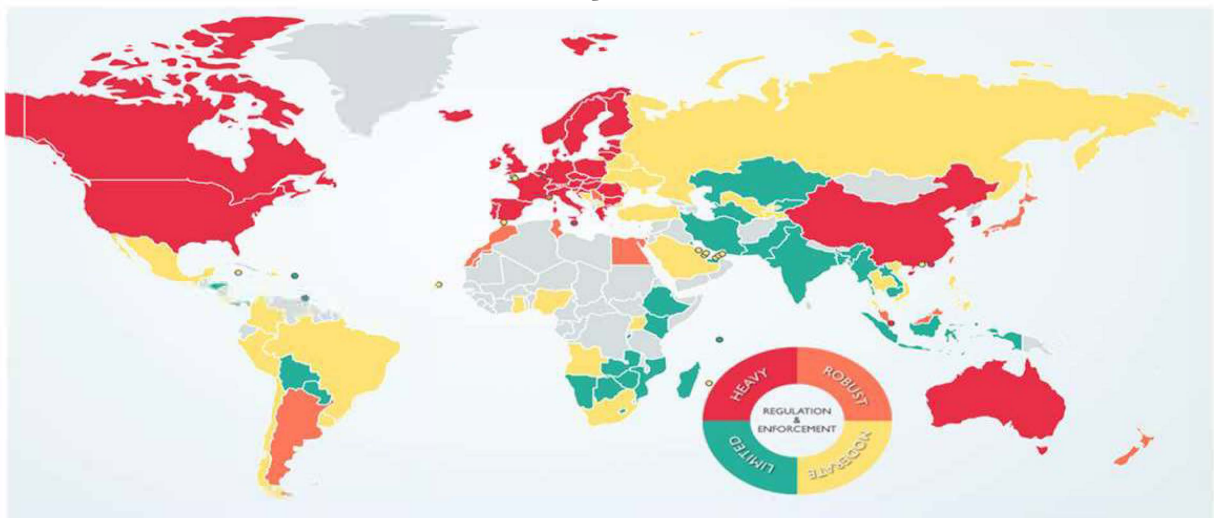 HEAVY
ROBUST
REGULATION
&
ENFORCEMENT
LIMITED
MODERATE